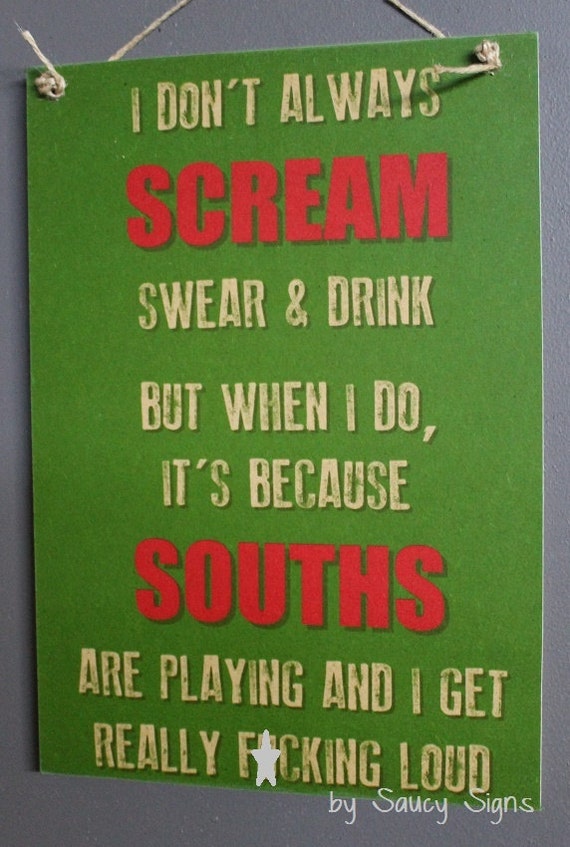 I DON'T ALWAYS
SCREAM
SWEAR & DRINK
BUT WHEN I DO,
IT'S BECAUSE
SOUTHS
ARE PLAYING AND I GET
REALLY F★CKING LOUD
by Saucy Signs